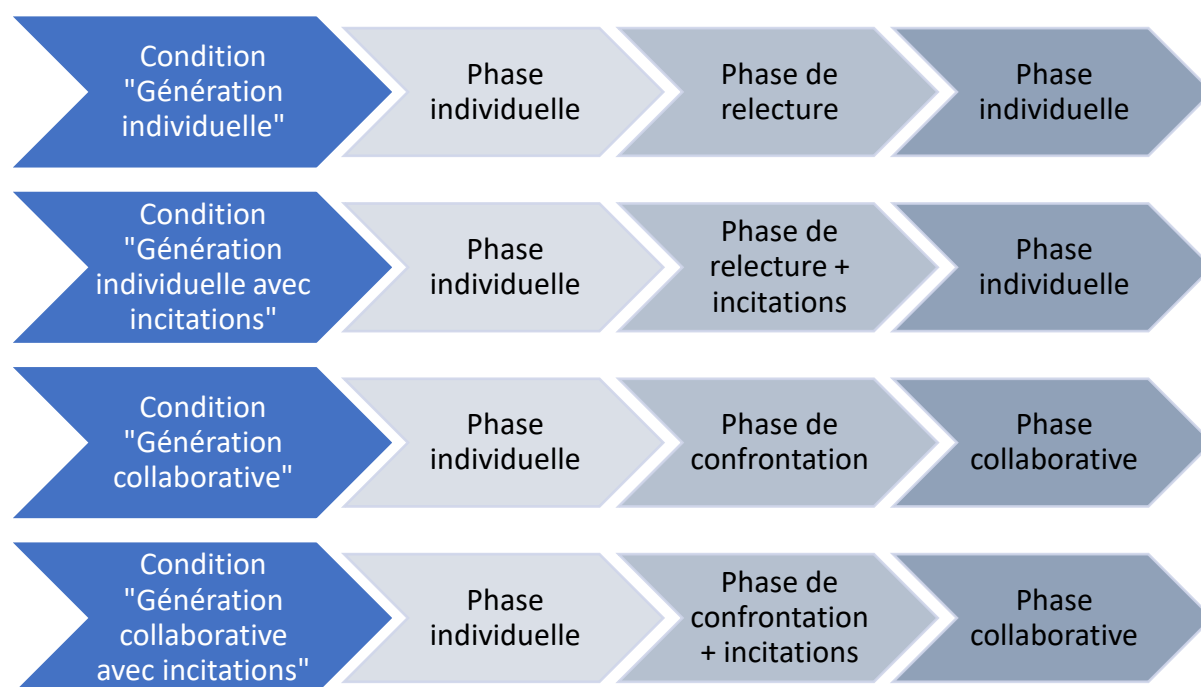 Condition
"Génération
individuelle"
Phase
individuelle
Phase de
relecture
Phase
individuelle
Condition
"Génération
individuelle avec
incitations"
Phase
individuelle
Phase de
relecture +
incitations
Phase
individuelle
Condition
"Génération
collaborative"
Phase
individuelle
Phase de
confrontation
Phase
collaborative
Condition
"Génération
collaborative
avec incitations"
Phase
individuelle
Phase de
confrontation
+ incitations
Phase
collaborative